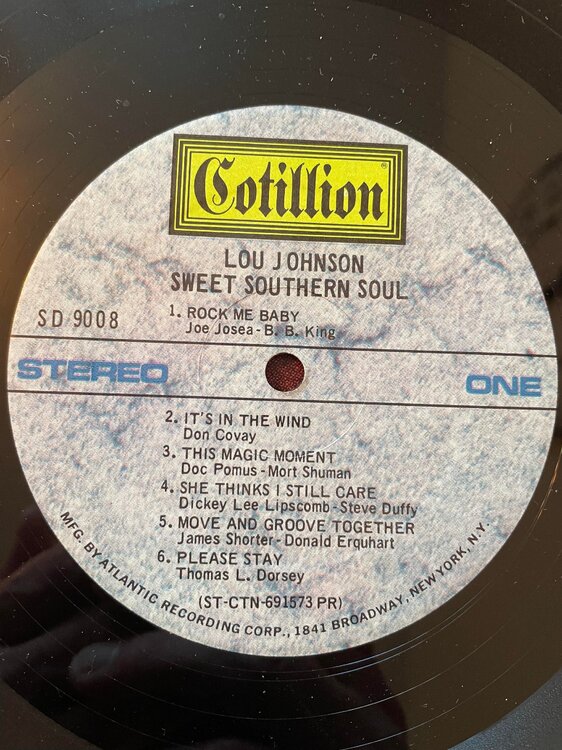 Cotillion®
LOU JOHNSON
SWEET SOUTHERN SOUL
1. ROCK ME BABY
Joe Josea - B. B. King
SD 9008
STEREO
ONE
2. IT'S IN THE WIND
Don Covay
3. THIS MAGIC MOMENT
Doc Pomus - Mort Shuman
4. SHE THINKS I STILL CARE
Dickey Lee Lipscomb - Steve Duffy
5. MOVE AND GROOVE TOGETHER
James Shorter - Donald Erquhart
6. PLEASE STAY
Thomas L. Dorsey
(ST-CTN-691573 PR)
MFG. BY ATLANTIC RECORDING CORP., 1841 BROADWAY, NEW YORK, N.Y.